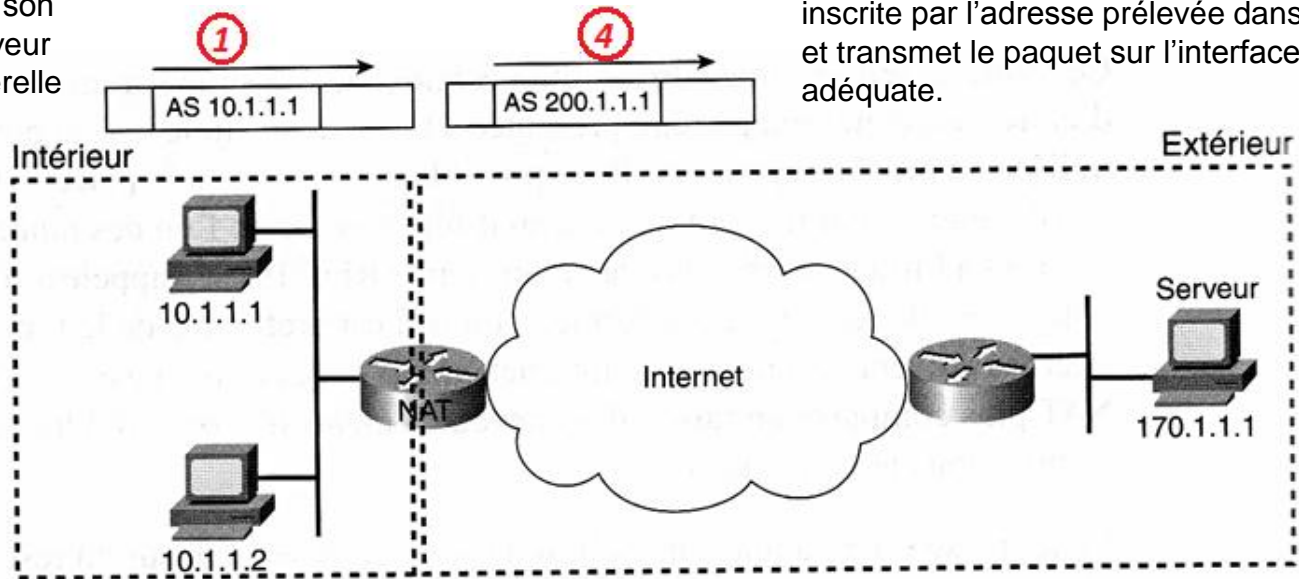 son
veur
erelle
inscrite par l'adresse prélevée dans
et transmet le paquet sur l'interface
adéquate.
1
4
AS 10.1.1.1
AS 200.1.1.1
Intérieur
Extérieur
10.1.1.1
NAT
Internet
Serveur
170.1.1.1
10.1.1.2